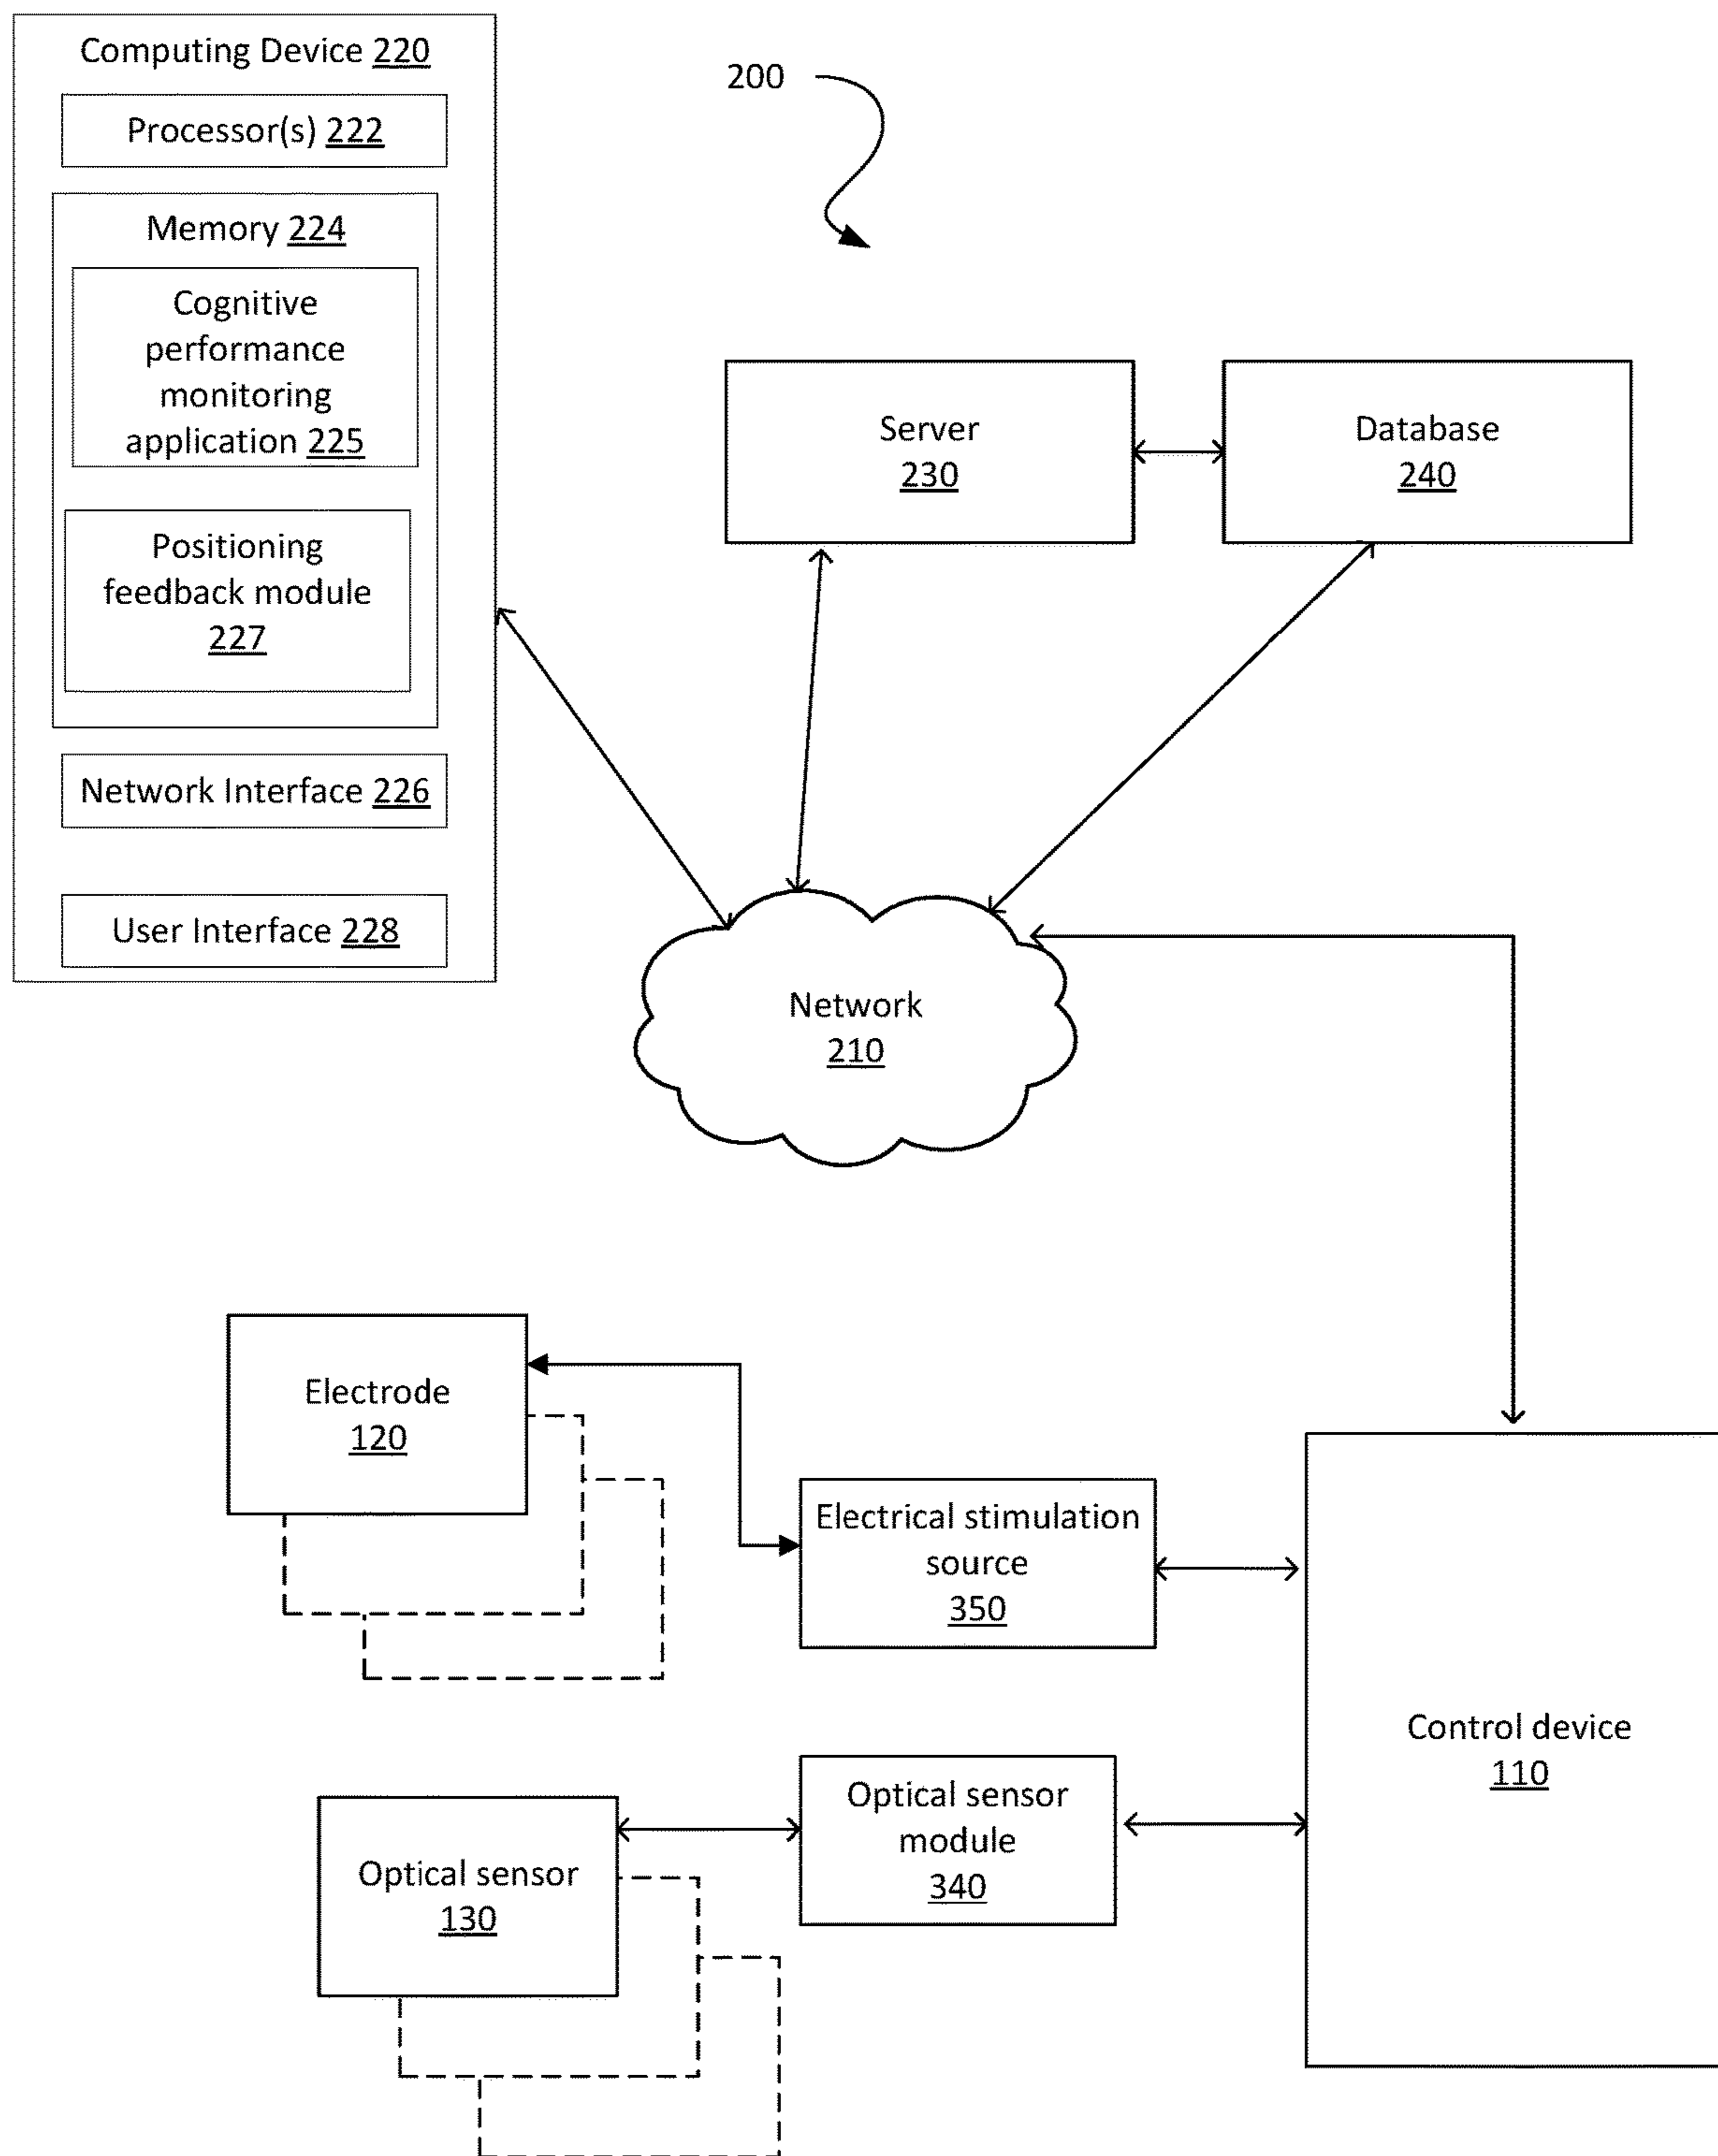 Computing Device 220
Processor(s) 222
Memory 224
Cognitive
performance
monitoring
application 225
Positioning
feedback module
227
Network Interface 226
User Interface 228
200
Server
230
Database
240
Network
210
Electrode
120
Electrical stimulation
source
350
Control device
110
Optical sensor
module
340
Optical sensor
130